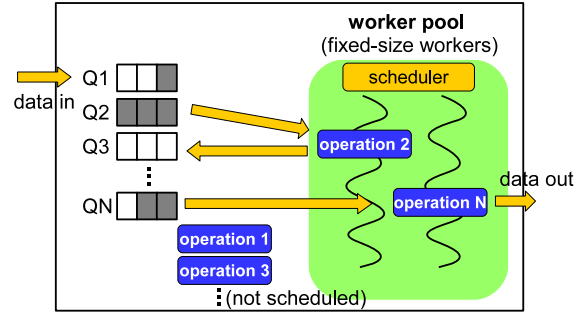 worker pool
(fixed-size workers)
scheduler
Q1
data in
Q2
Q3
operation 2
QN
operation N
data out
operation 1
operation 3
(not scheduled)